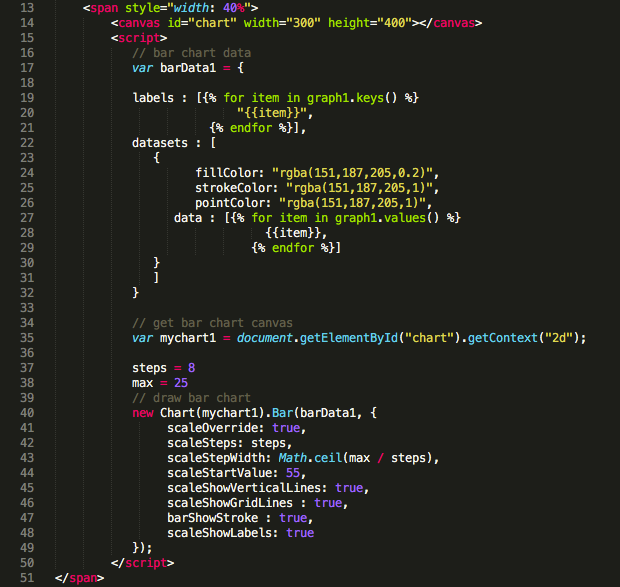 13 <span style="width: 40%">
14 <canvas id="chart" width="300" height="400"></canvas>
15 <script>
16 // bar chart data
17 var barData1 = {
18
19 labels : [{% for item in graph1.keys() %}
20 "{{item}}",
21 {% endfor %}],
22 datasets : [
23 {
24 fillColor: "rgba(151,187,205,0.2)",
25 strokeColor: "rgba(151,187,205,1)",
26 pointColor: "rgba(151,187,205,1)",
27 data : [{% for item in graph1.values() %}
28 {{item}},
29 {% endfor %}]
30 }
31 ]
32 }
33
34 // get bar chart canvas
35 var mychart1 = document.getElementById("chart").getContext("2d");
36
37 steps = 8
38 max = 25
39 // draw bar chart
40 new Chart(mychart1).Bar(barData1, {
41 scaleOverride: true,
42 scaleSteps: steps,
43 scaleStepWidth: Math.ceil(max / steps),
44 scaleStartValue: 55,
45 scaleShowVerticalLines: true,
46 scaleShowGridLines : true,
47 barShowStroke : true,
48 scaleShowLabels: true
49 });
50 </script>
51 </span>